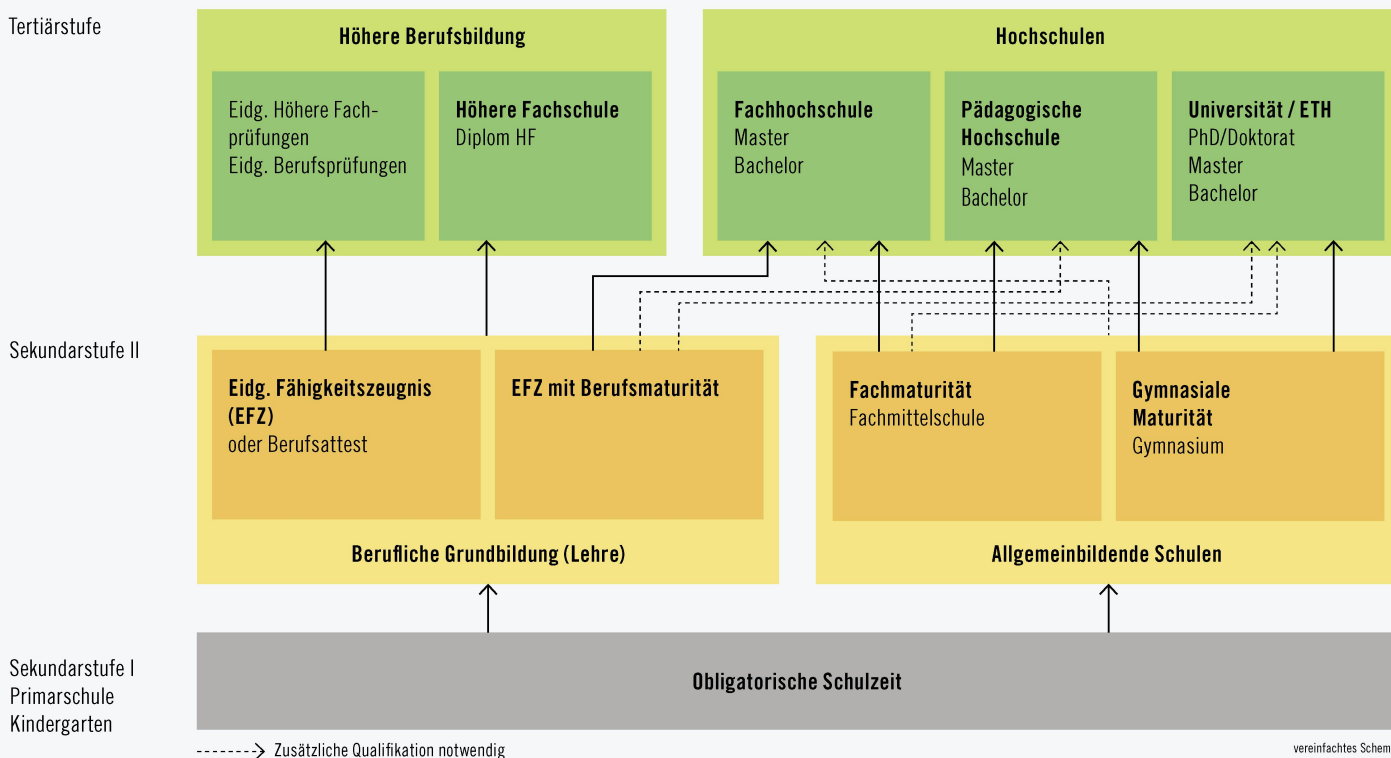 Tertiärstufe
Höhere Berufsbildung
Eidg. Höhere Fach-
prüfungen
Eidg. Berufsprüfungen
Höhere Fachschule
Diplom HF
Hochschulen
Fachhochschule
Master
Bachelor
Pädagogische
Hochschule
Master
Bachelor
Universität / ETH
PhD/Doktorat
Master
Bachelor
Sekundarstufe II
Eidg. Fähigkeitszeugnis
(EFZ)
oder Berufsattest
EFZ mit Berufsmaturität
Berufliche Grundbildung (Lehre)
Fachmaturität
Fachmittelschule
Gymnasiale
Maturität
Gymnasium
Allgemeinbildende Schulen
Sekundarstufe I
Primarschule
Kindergarten
Obligatorische Schulzeit
Zusätzliche Qualifikation notwendig
vereinfachtes Schem